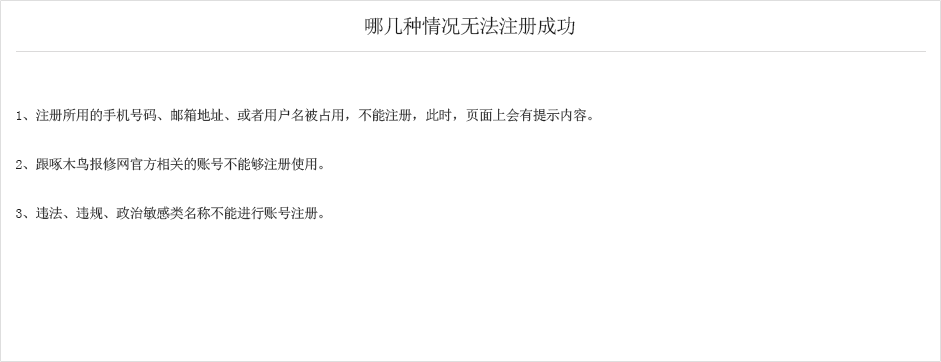 哪几种情况无法注册成功
1、注册所用的手机号码、邮箱地址、或者用户名被占用，不能注册，此时，页面上会有提示内容。
2、跟啄木鸟报修网官方相关的账号不能够注册使用。
3、违法、违规、政治敏感类名称不能进行账号注册。